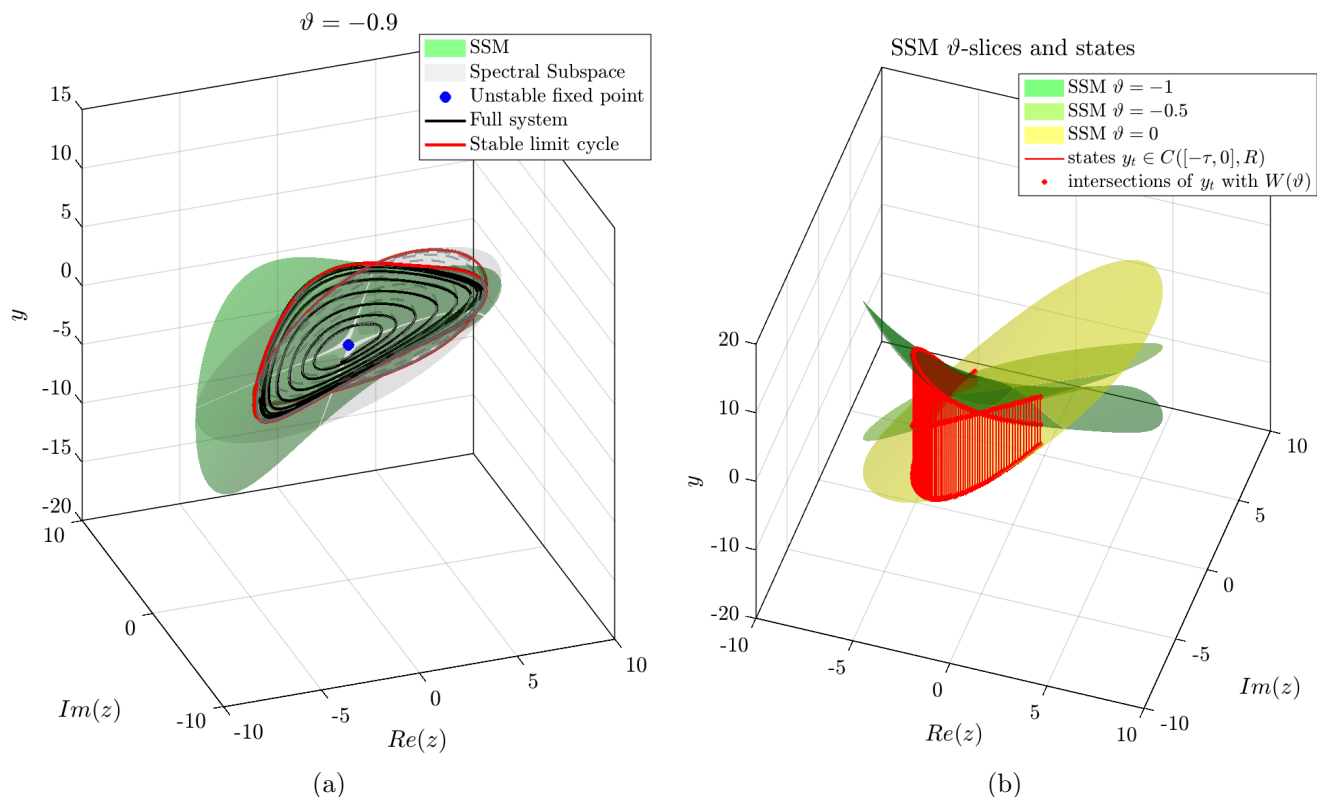 ϑ = −0.9
SSM
Spectral Subspace
Unstable fixed point
Full system
Stable limit cycle
15
10
5
0
-5
-10
-15
-20
y
10
0
-10
Im(z)
-10
-5
0
5
10
Re(z)
(a)
SSM ϑ-slices and states
SSM ϑ = −1
SSM ϑ = −0.5
SSM ϑ = 0
states y_t ∈ C([−τ, 0], R)
intersections of y_t with W(ϑ)
20
10
0
-10
-20
y
-10
-5
0
5
10
Re(z)
10
5
0
-5
-10
Im(z)
(b)